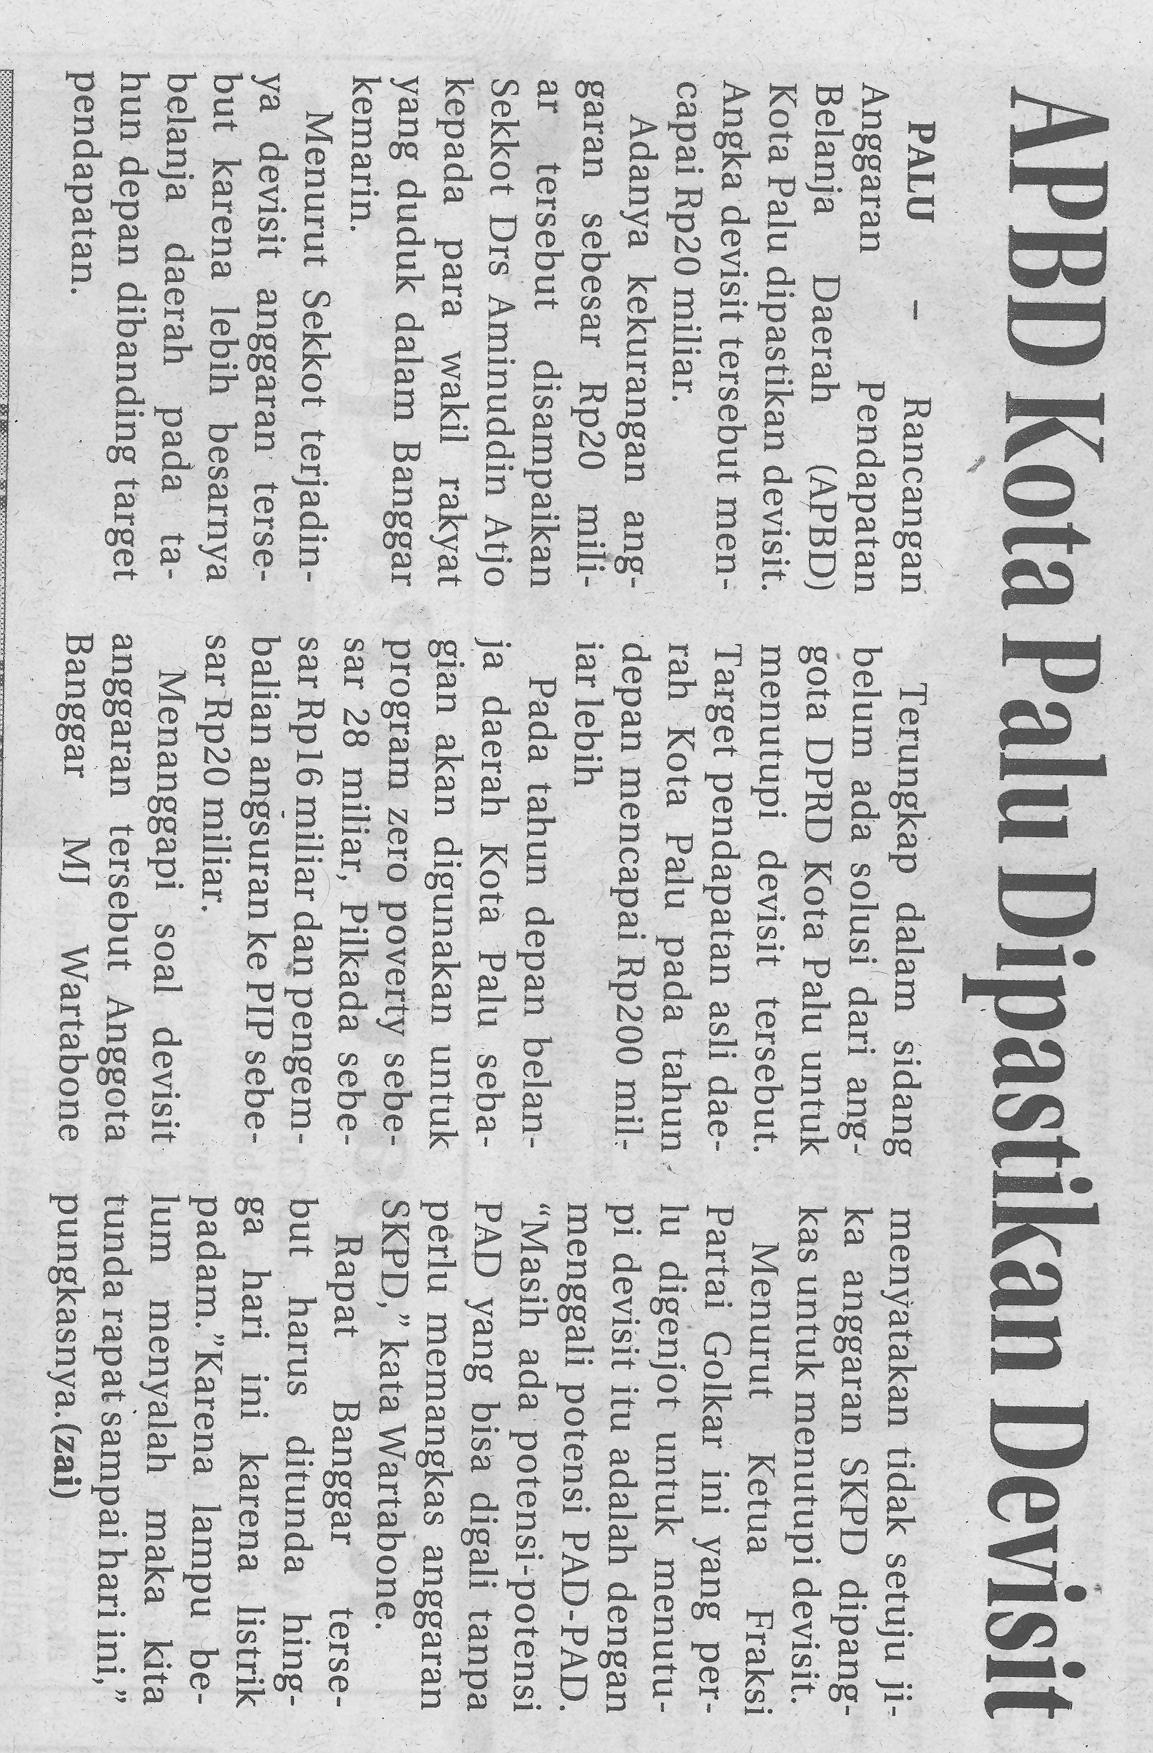 APBD Kota Palu Dipastikan Devisit
PALU – Rancangan
Anggaran Pendapatan
Belanja Daerah (APBD)
Kota Palu dipastikan devisit.
Angka devisit tersebut men-
capai Rp20 miliar.
Adanya kekurangan ang-
garan sebesar Rp20 mili-
ar tersebut disampaikan
Sekkot Drs Aminuddin Atjo
kepada para wakil rakyat
yang duduk dalam Banggar
kemarin.
Menurut Sekkot terjadin-
ya devisit anggaran terse-
but karena lebih besarnya
belanja daerah pada ta-
hun depan dibanding target
pendapatan.
Terungkap dalam sidang
belum ada solusi dari ang-
gota DPRD Kota Palu untuk
menutupi devisit tersebut.
Target pendapatan asli dae-
rah Kota Palu pada tahun
depan mencapai Rp200 mil-
iar lebih
Pada tahun depan belan-
ja daerah Kota Palu seba-
gian akan digunakan untuk
program zero poverty sebe-
sar 28 miliar, Pilkada sebe-
sar Rp16 miliar dan pengem-
balian angsuran ke PIP sebe-
sar Rp20 miliar.
Menanggapi soal devisit
anggaran tersebut Anggota
Banggar MJ Wartabone
menyatakan tidak setuju ji-
ka anggaran SKPD dipang-
kas untuk menutupi devisit.
Menurut Ketua Fraksi
Partai Golkar ini yang per-
lu digenjot untuk menutu-
pi devisit itu adalah dengan
menggali potensi PAD-PAD.
“Masih ada potensi-potensi
PAD yang bisa digali tanpa
perlu memangkas anggaran
SKPD,” kata Wartabone.
Rapat Banggar terse-
but harus ditunda hing-
ga hari ini karena listrik
padam.”Karena lampu be-
lum menyalah maka kita
tunda rapat sampai hari ini,”
pungkasnya.(zai)